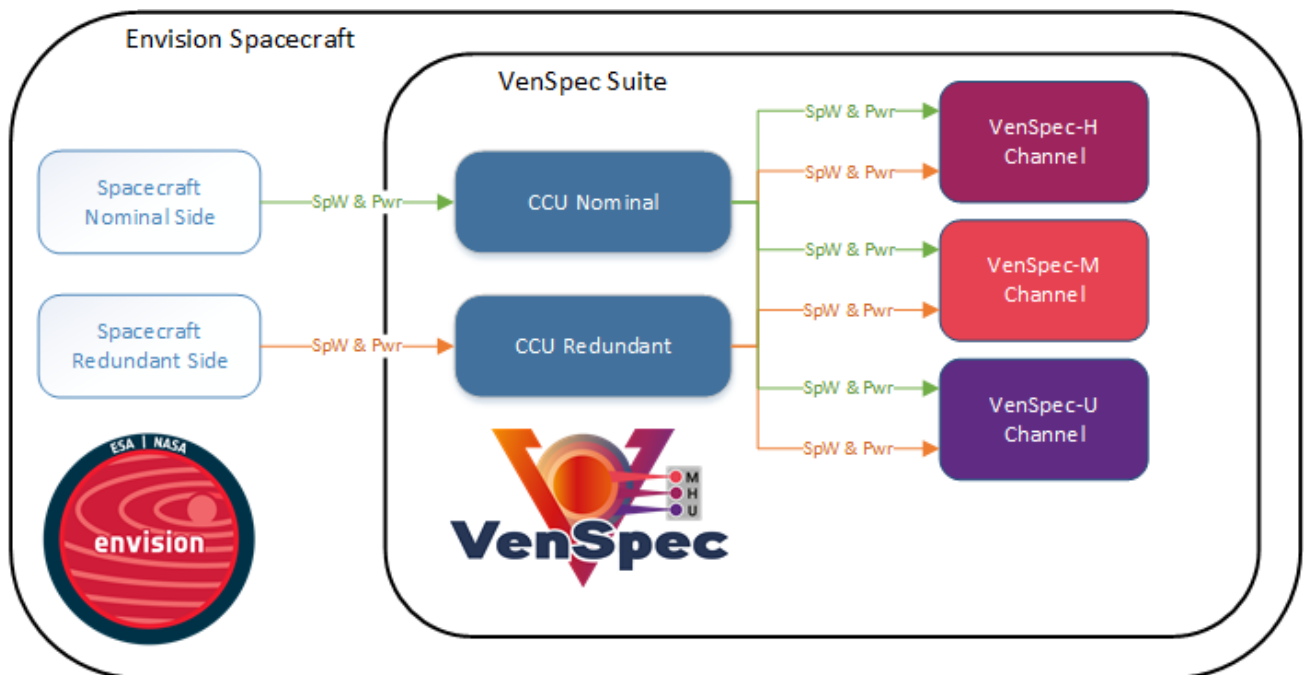 Envision Spacecraft
VenSpec Suite
Spacecraft
Nominal Side
SpW & Pwr
CCU Nominal
SpW & Pwr
SpW & Pwr
VenSpec-H
Channel
SpW & Pwr
SpW & Pwr
VenSpec-M
Channel
Spacecraft
Redundant Side
SpW & Pwr
CCU Redundant
SpW & Pwr
SpW & Pwr
VenSpec-U
Channel
ESA | NASA
envision
M
H
U
VenSpec